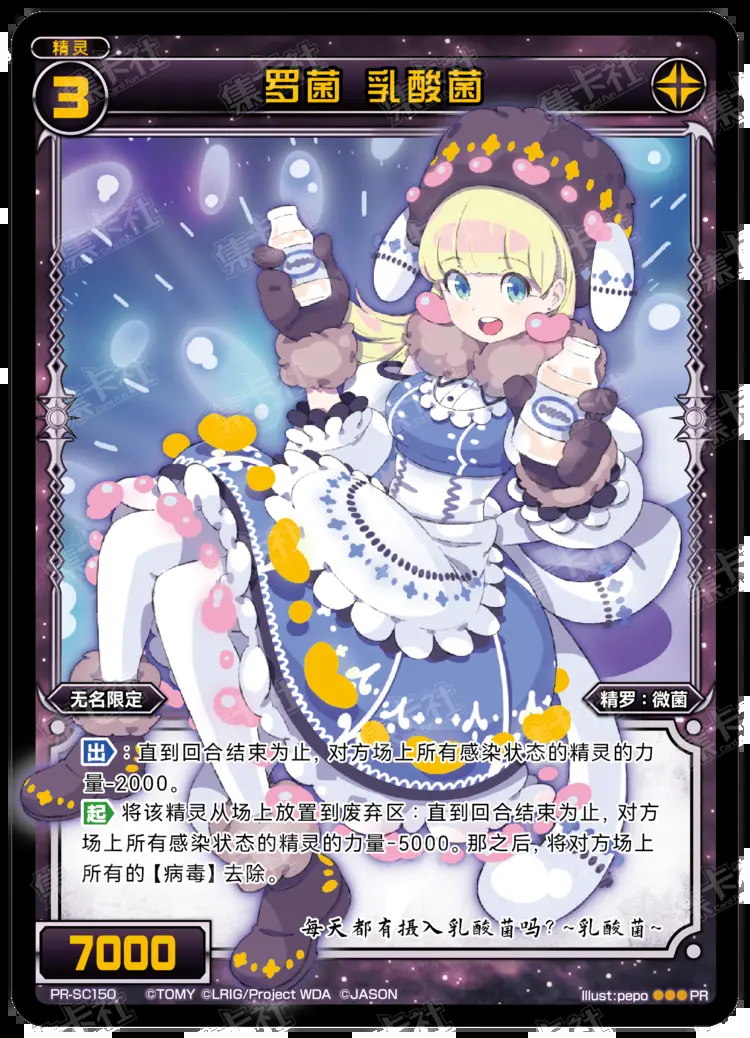 精灵
3
罗菌 乳酸菌
无名限定
精罗：微菌
出：直到回合结束为止，对方场上所有感染状态的精灵的力
量-2000。
起 将该精灵从场上放置到废弃区：直到回合结束为止，对方
场上所有感染状态的精灵的力量-5000。那之后，将对方场上
所有的【病毒】去除。
每天都有摄入乳酸菌吗？~乳酸菌~
7000
PR-SC150 ©TOMY ©LRIG/Project WDA ©JASON
Illust:pepo PR
集卡社